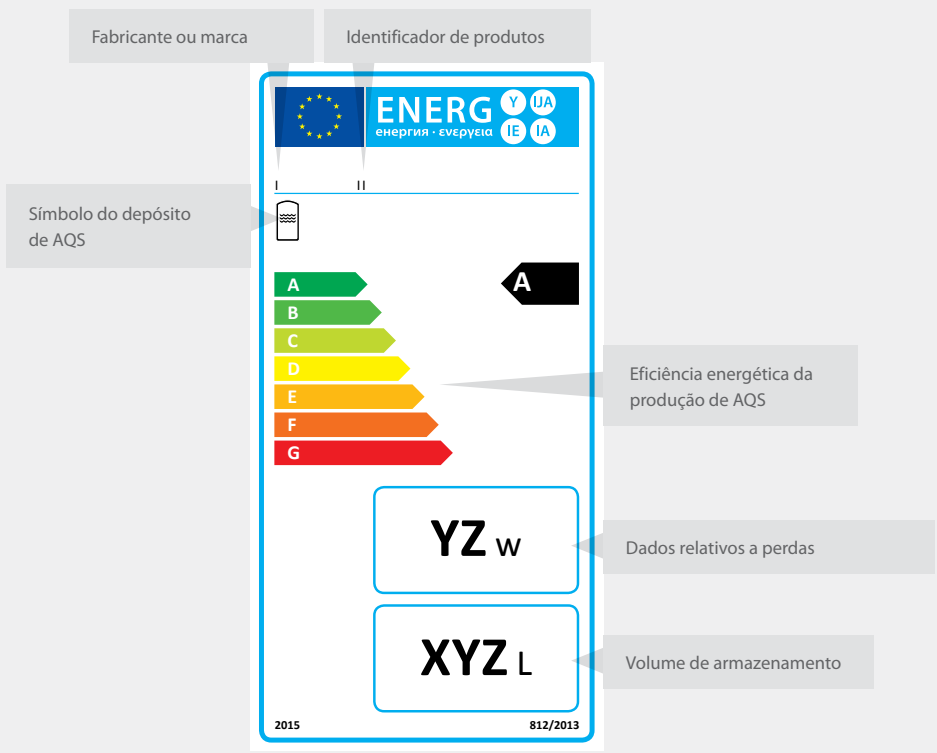 Fabricante ou marca
Identificador de produtos
ENERG
енергия · ενεργεια
Y IJA
IE IA
I
II
Símbolo do depósito
de AQS
A
A
B
C
D
E
F
G
Eficiência energética da
produção de AQS
YZ W
Dados relativos a perdas
XYZ L
Volume de armazenamento
2015
812/2013